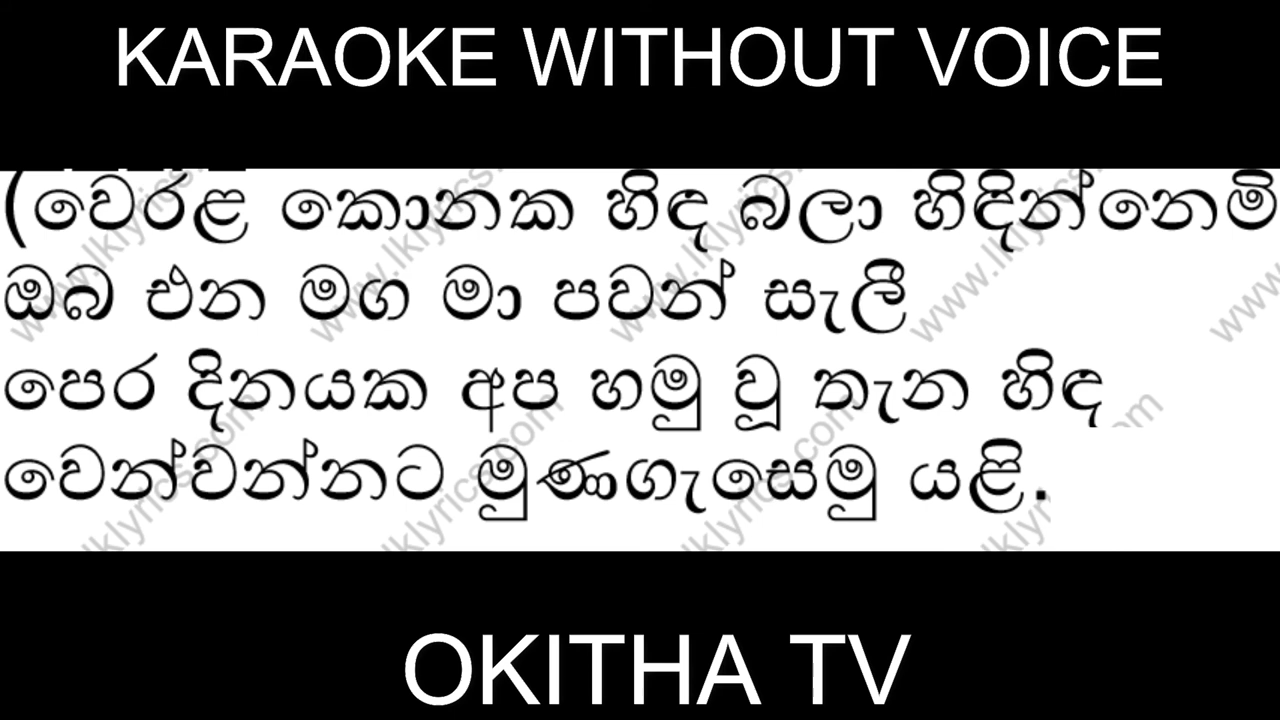 KARAOKE WITHOUT VOICE
(වෙරළ කොනක හිඳ බලා හිඳින්නෙමි
ඔබ එන මග මා පවන් සැලී
පෙර දිනයක අප හමු වූ තැන හිඳ
වෙන්වන්නට මුණගැසෙමු යළි.
OKITHA TV